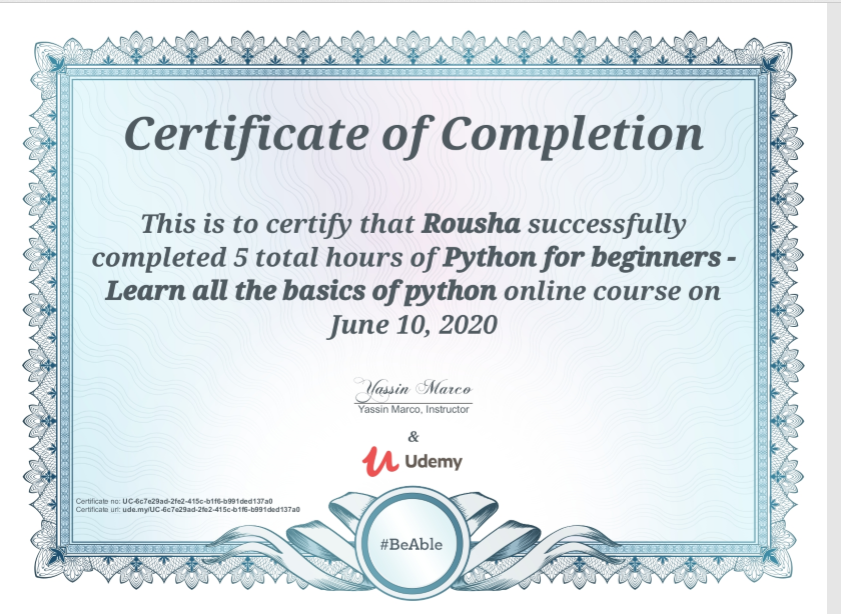 Certificate of Completion
This is to certify that Rousha successfully
completed 5 total hours of Python for beginners -
Learn all the basics of python online course on
June 10, 2020
Yassin Marco
Yassin Marco, Instructor
&
Udemy
Certificate no: UC-6c7e29ad-2fe2-415c-b1f6-b991ded137a0
Certificate url: ude.my/UC-6c7e29ad-2fe2-415c-b1f6-b991ded137a0
#BeAble